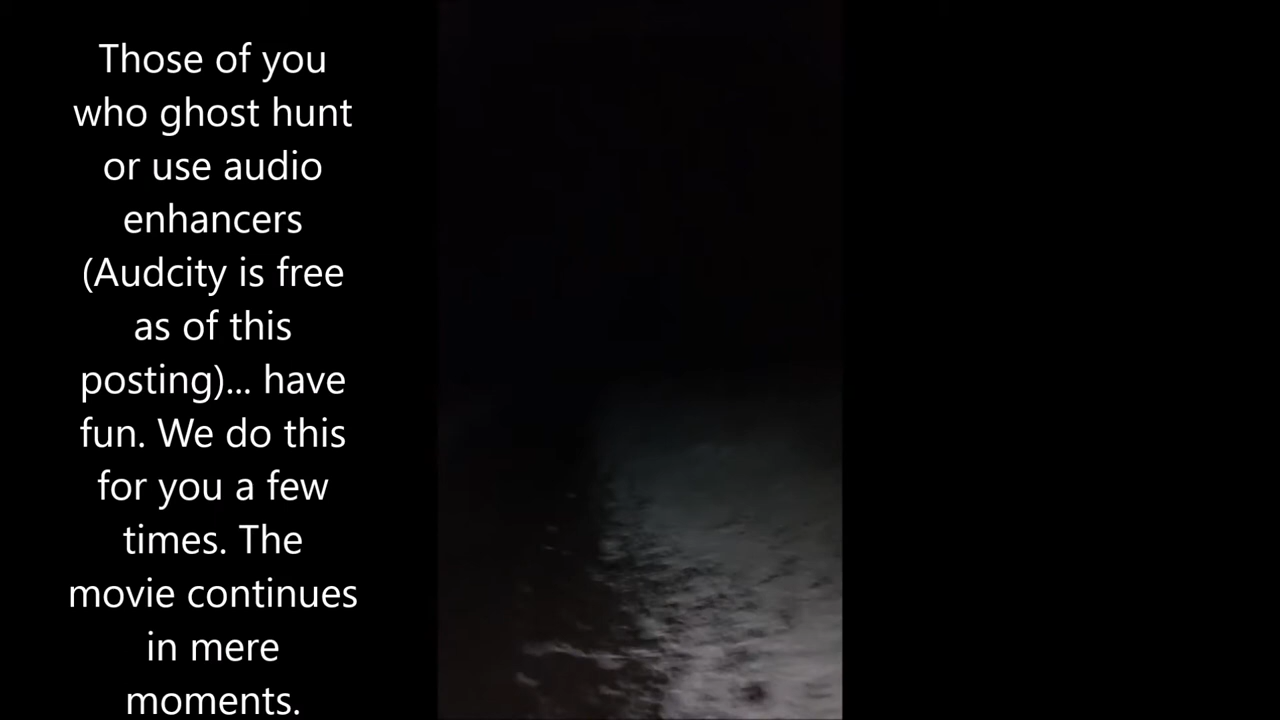 Those of you
who ghost hunt
or use audio
enhancers
(Audcity is free
as of this
posting)... have
fun. We do this
for you a few
times. The
movie continues
in mere
moments.